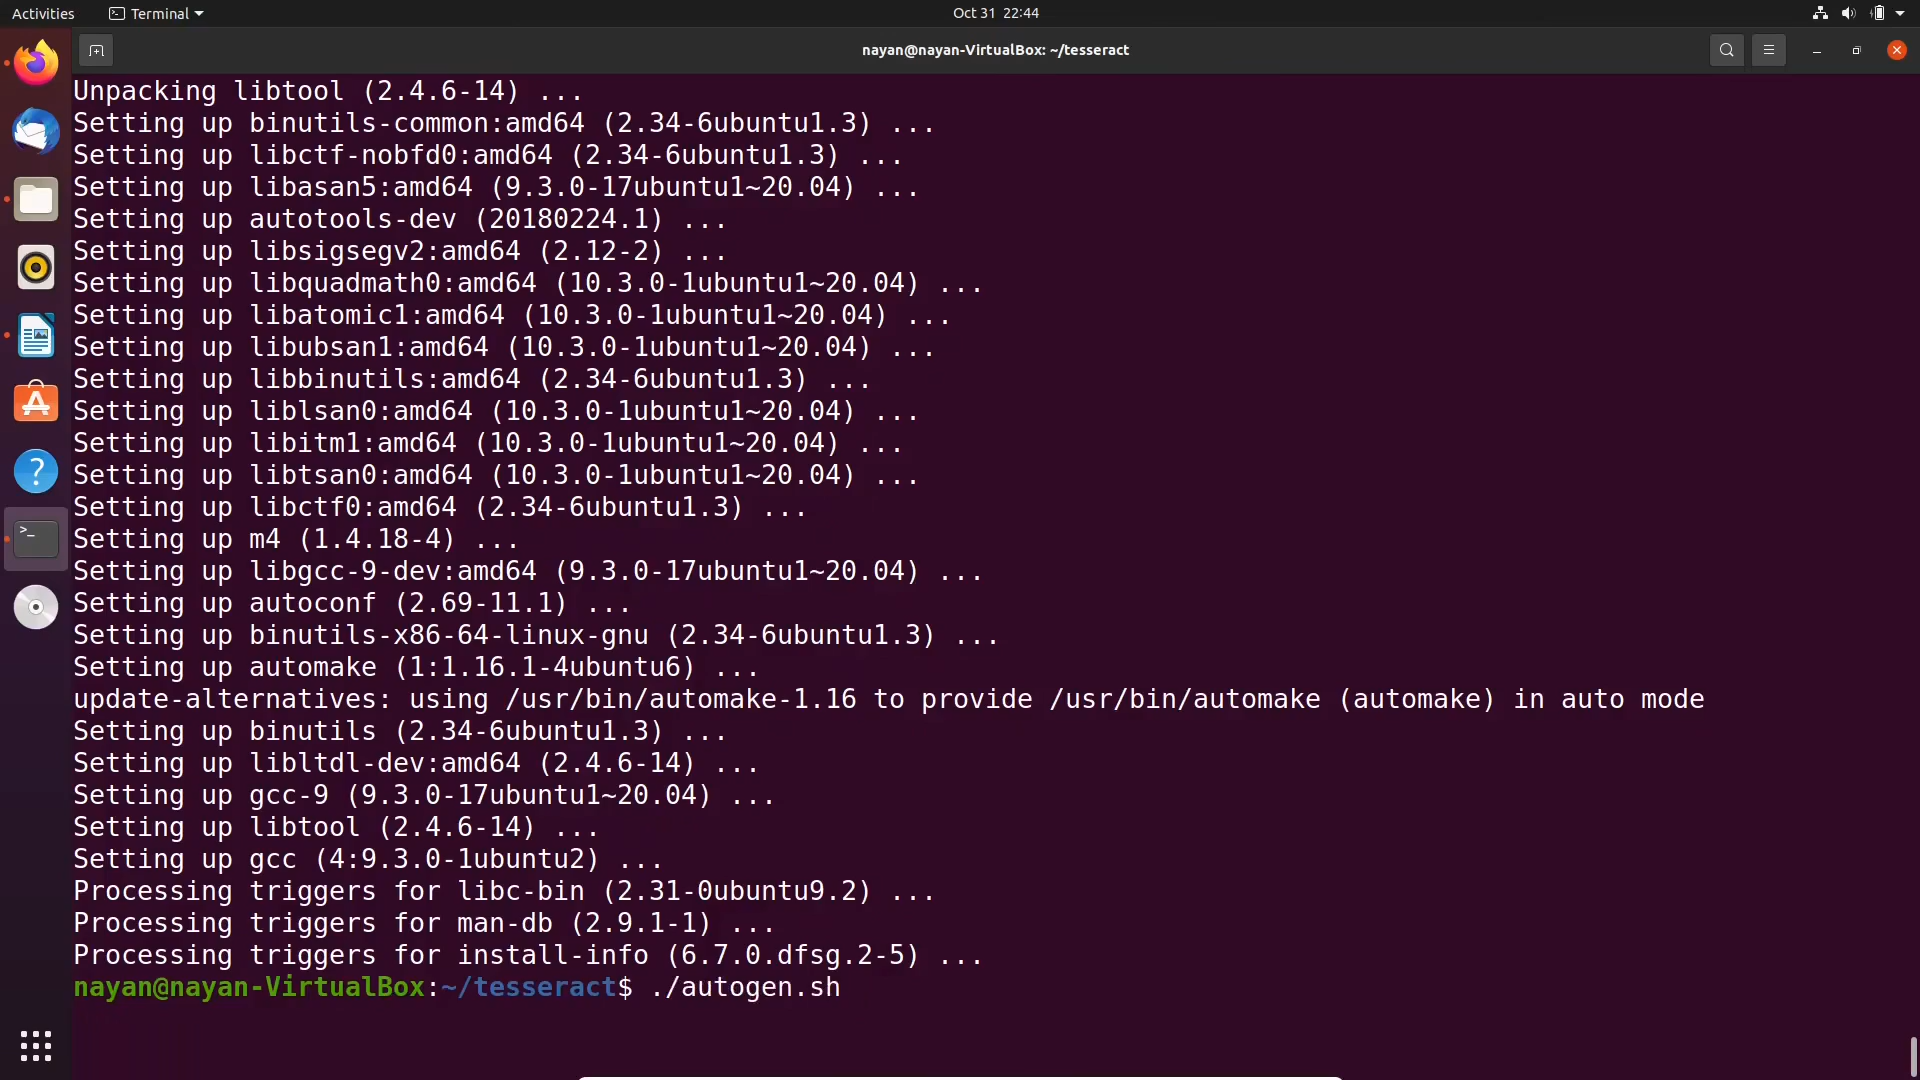 Activities Terminal Oct 31 22:44
nayan@nayan-VirtualBox: ~/tesseract
Unpacking libtool (2.4.6-14) ...
Setting up binutils-common:amd64 (2.34-6ubuntu1.3) ...
Setting up libctf-nobfd0:amd64 (2.34-6ubuntu1.3) ...
Setting up libasan5:amd64 (9.3.0-17ubuntu1~20.04) ...
Setting up autotools-dev (20180224.1) ...
Setting up libsigsegv2:amd64 (2.12-2) ...
Setting up libquadmath0:amd64 (10.3.0-1ubuntu1~20.04) ...
Setting up libatomic1:amd64 (10.3.0-1ubuntu1~20.04) ...
Setting up libubsan1:amd64 (10.3.0-1ubuntu1~20.04) ...
Setting up libbinutils:amd64 (2.34-6ubuntu1.3) ...
Setting up liblsan0:amd64 (10.3.0-1ubuntu1~20.04) ...
Setting up libitm1:amd64 (10.3.0-1ubuntu1~20.04) ...
Setting up libtsan0:amd64 (10.3.0-1ubuntu1~20.04) ...
Setting up libctf0:amd64 (2.34-6ubuntu1.3) ...
Setting up m4 (1.4.18-4) ...
Setting up libgcc-9-dev:amd64 (9.3.0-17ubuntu1~20.04) ...
Setting up autoconf (2.69-11.1) ...
Setting up binutils-x86-64-linux-gnu (2.34-6ubuntu1.3) ...
Setting up automake (1:1.16.1-4ubuntu6) ...
update-alternatives: using /usr/bin/automake-1.16 to provide /usr/bin/automake (automake) in auto mode
Setting up binutils (2.34-6ubuntu1.3) ...
Setting up libltdl-dev:amd64 (2.4.6-14) ...
Setting up gcc-9 (9.3.0-17ubuntu1~20.04) ...
Setting up libtool (2.4.6-14) ...
Setting up gcc (4:9.3.0-1ubuntu2) ...
Processing triggers for libc-bin (2.31-0ubuntu9.2) ...
Processing triggers for man-db (2.9.1-1) ...
Processing triggers for install-info (6.7.0.dfsg.2-5) ...
nayan@nayan-VirtualBox:~/tesseract$ ./autogen.sh